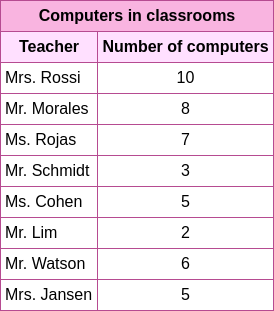 Computers in classrooms
Teacher Number of computers
Mrs. Rossi 10
Mr. Morales 8
Ms. Rojas 7
Mr. Schmidt 3
Ms. Cohen 5
Mr. Lim 2
Mr. Watson 6
Mrs. Jansen 5